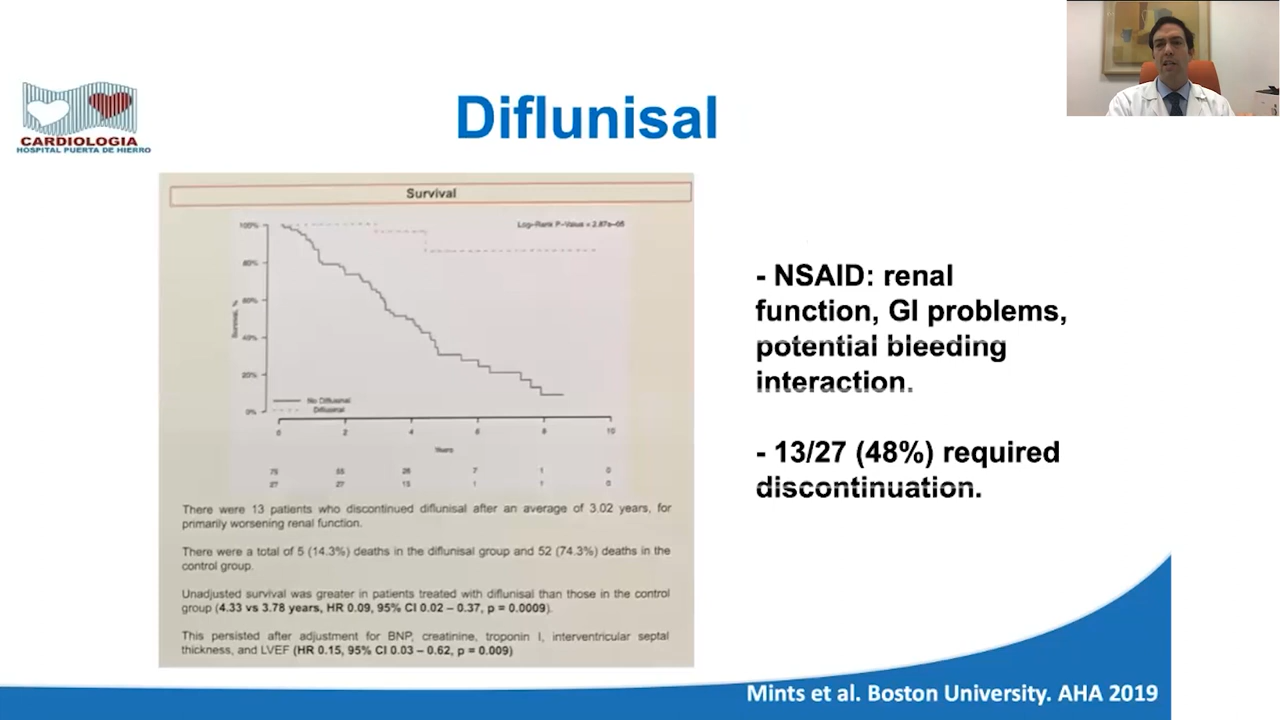 CARDIOLOGIA
HOSPITAL PUERTA DE HIERRO
Diflunisal
Survival
Log-Rank P-Value = 2.87e-05
100%
80%
60%
40%
20%
0%
Survival, %
No Diflunisal
Diflunisal
0 2 4 6 8 10
Years
75 55 26 7 1 0
27 27 13 1 1 0
There were 13 patients who discontinued diflunisal after an average of 3.02 years, for
primarily worsening renal function.
There were a total of 5 (14.3%) deaths in the diflunisal group and 52 (74.3%) deaths in the
control group.
Unadjusted survival was greater in patients treated with diflunisal than those in the control
group (4.33 vs 3.78 years, HR 0.09, 95% CI 0.02 – 0.37, p = 0.0009).
This persisted after adjustment for BNP, creatinine, troponin I, interventricular septal
thickness, and LVEF (HR 0.15, 95% CI 0.03 – 0.62, p = 0.009)
- NSAID: renal
function, GI problems,
potential bleeding
interaction.
- 13/27 (48%) required
discontinuation.
Mints et al. Boston University. AHA 2019